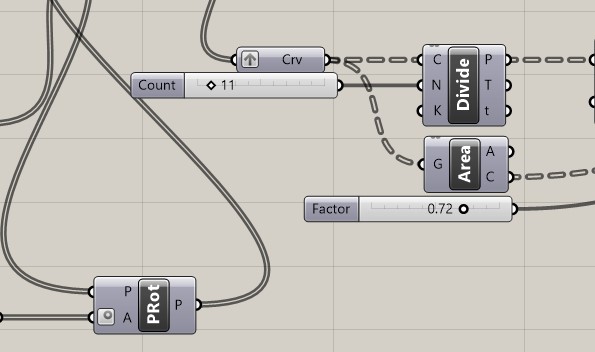 Crv
Count 11
C N K Divide P T t
G Area A C
Factor 0.72
P A PRot P